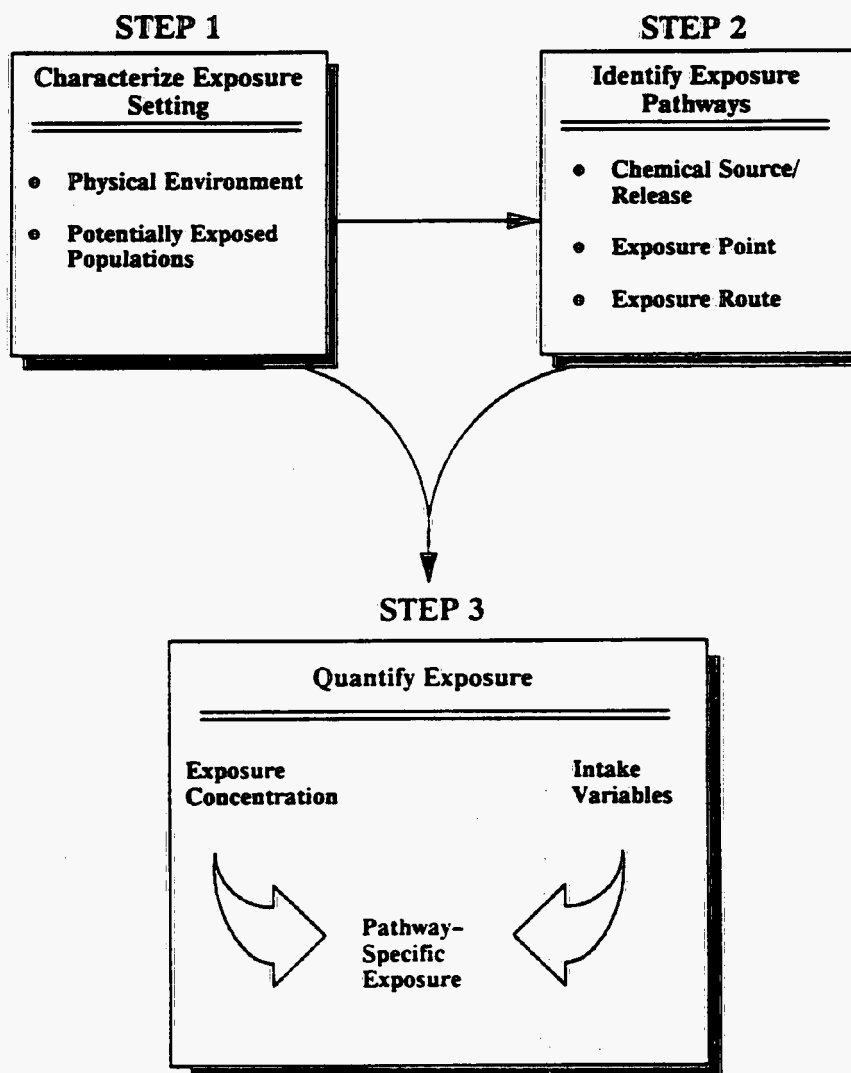 STEP 1
Characterize Exposure
Setting
• Physical Environment
• Potentially Exposed
Populations
STEP 2
Identify Exposure
Pathways
• Chemical Source/
Release
• Exposure Point
• Exposure Route
STEP 3
Quantify Exposure
Exposure
Concentration
Intake
Variables
Pathway-
Specific
Exposure